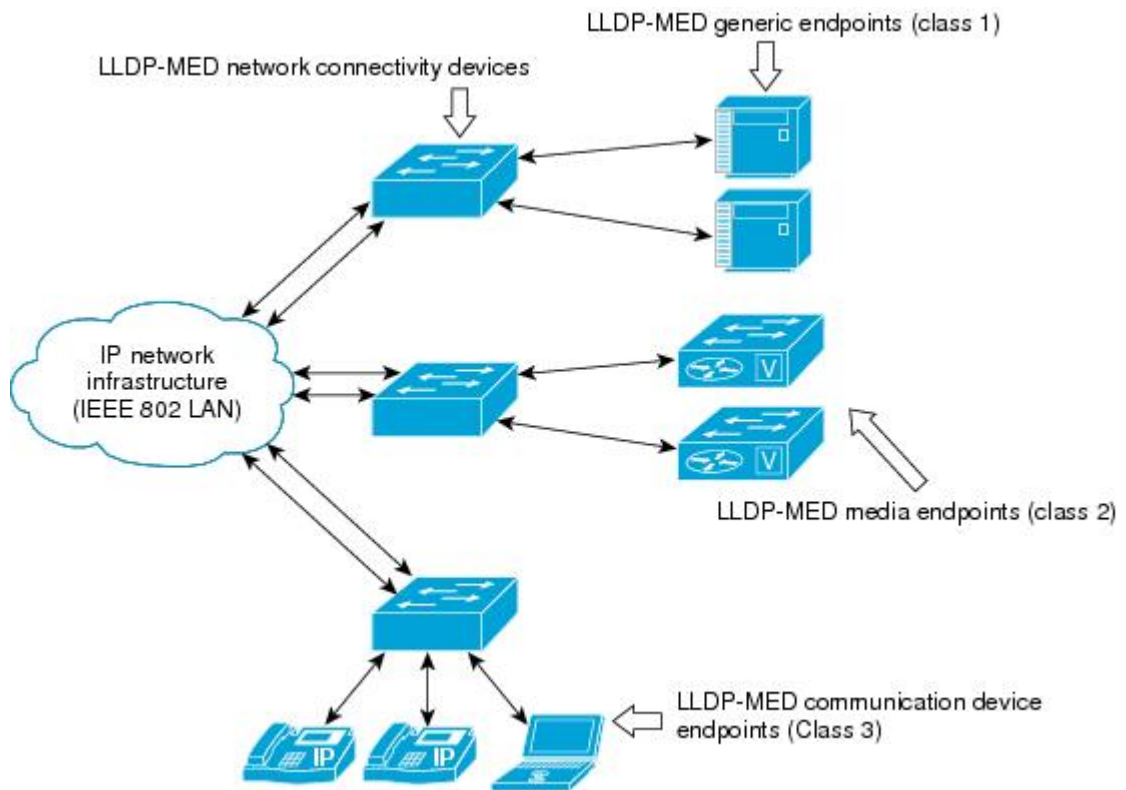 LLDP-MED generic endpoints (class 1)
LLDP-MED network connectivity devices
IP network
infrastructure
(IEEE 802 LAN)
V
V
LLDP-MED media endpoints (class 2)
LLDP-MED communication device
endpoints (Class 3)
IP
IP